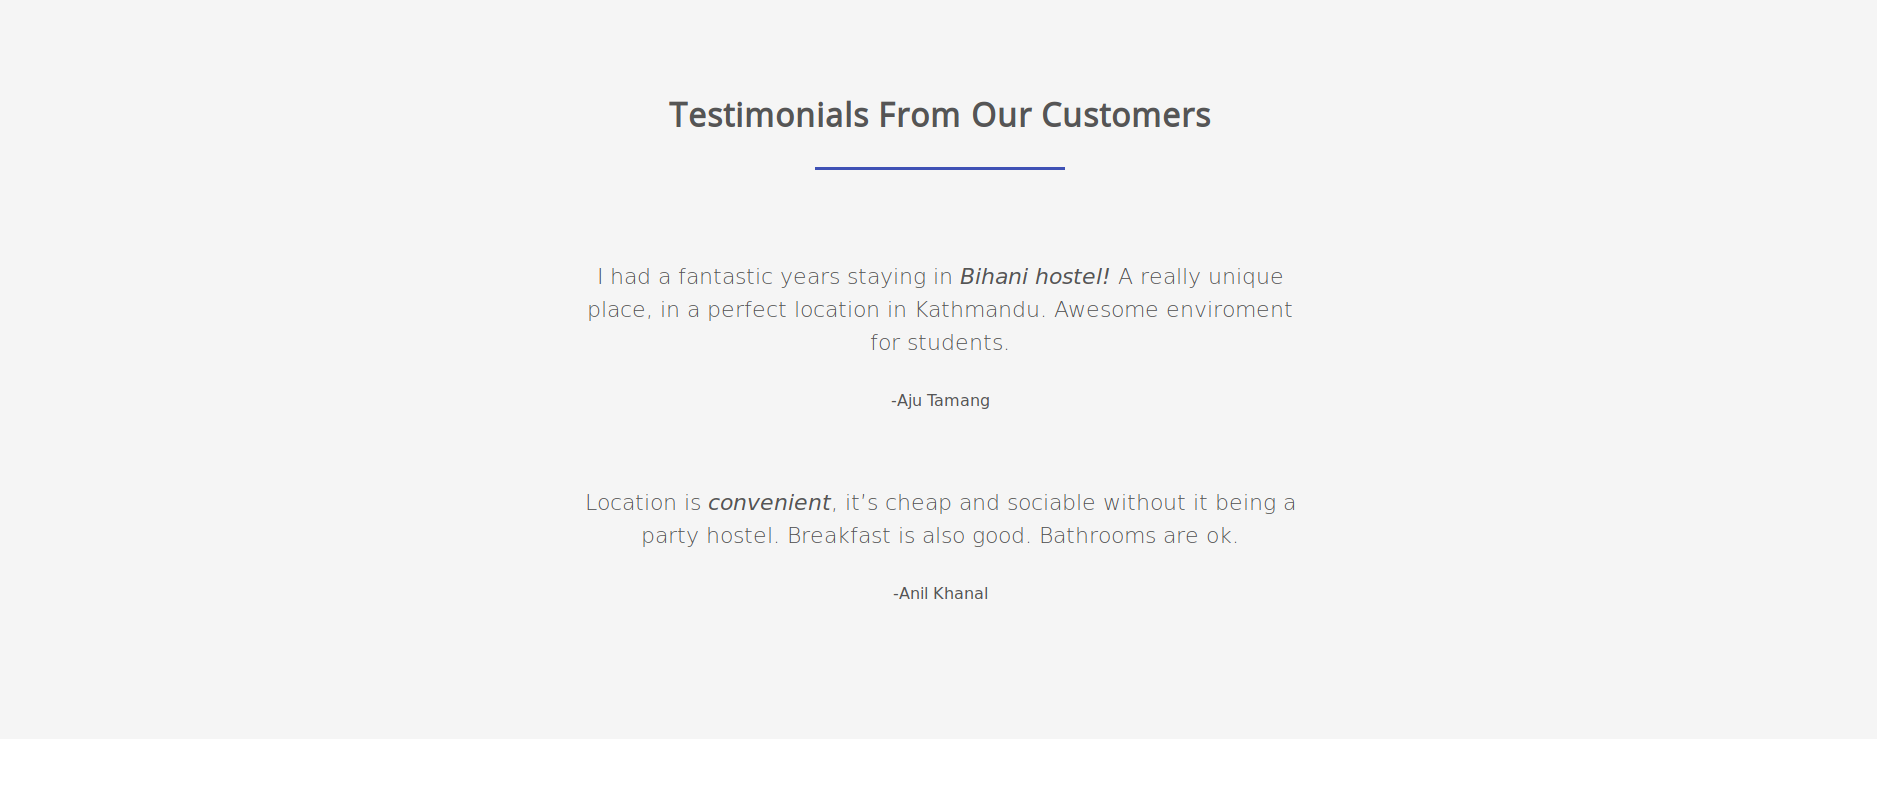 Testimonials From Our Customers
I had a fantastic years staying in Bihani hostel! A really unique
place, in a perfect location in Kathmandu. Awesome enviroment
for students.
-Aju Tamang
Location is convenient, it's cheap and sociable without it being a
party hostel. Breakfast is also good. Bathrooms are ok.
-Anil Khanal